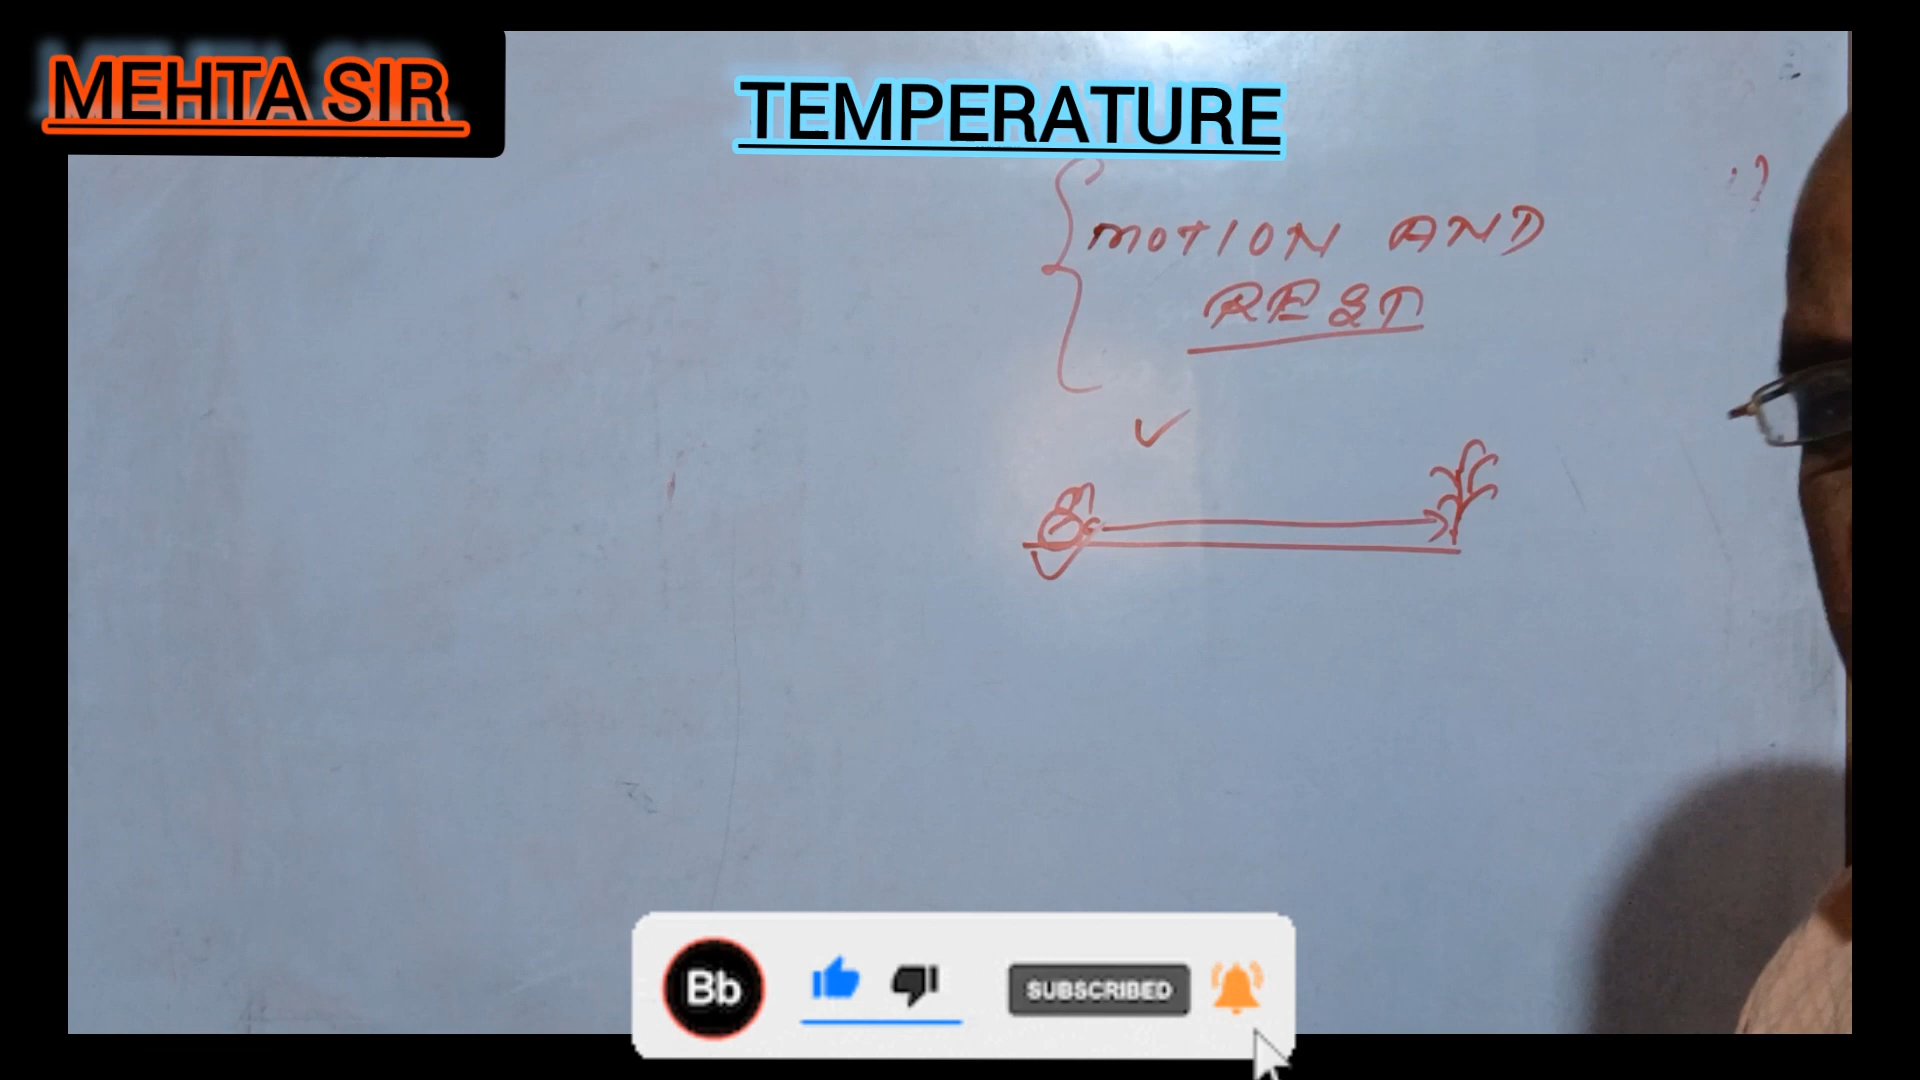 MEHTA SIR
TEMPERATURE
MOTION AND
REST
Bb
SUBSCRIBED